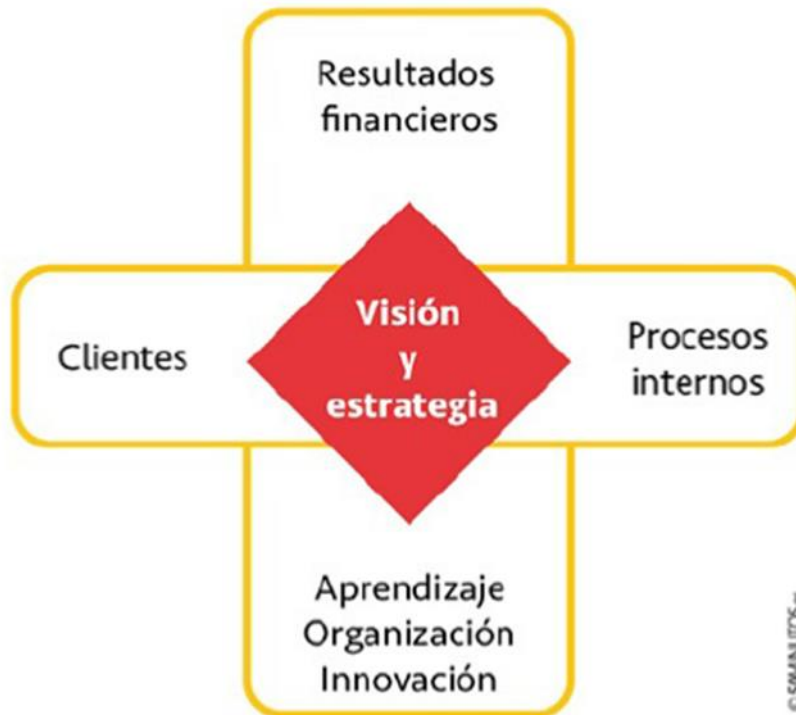 Resultados
financieros
Clientes
Visión
y
estrategia
Procesos
internos
Aprendizaje
Organización
Innovación